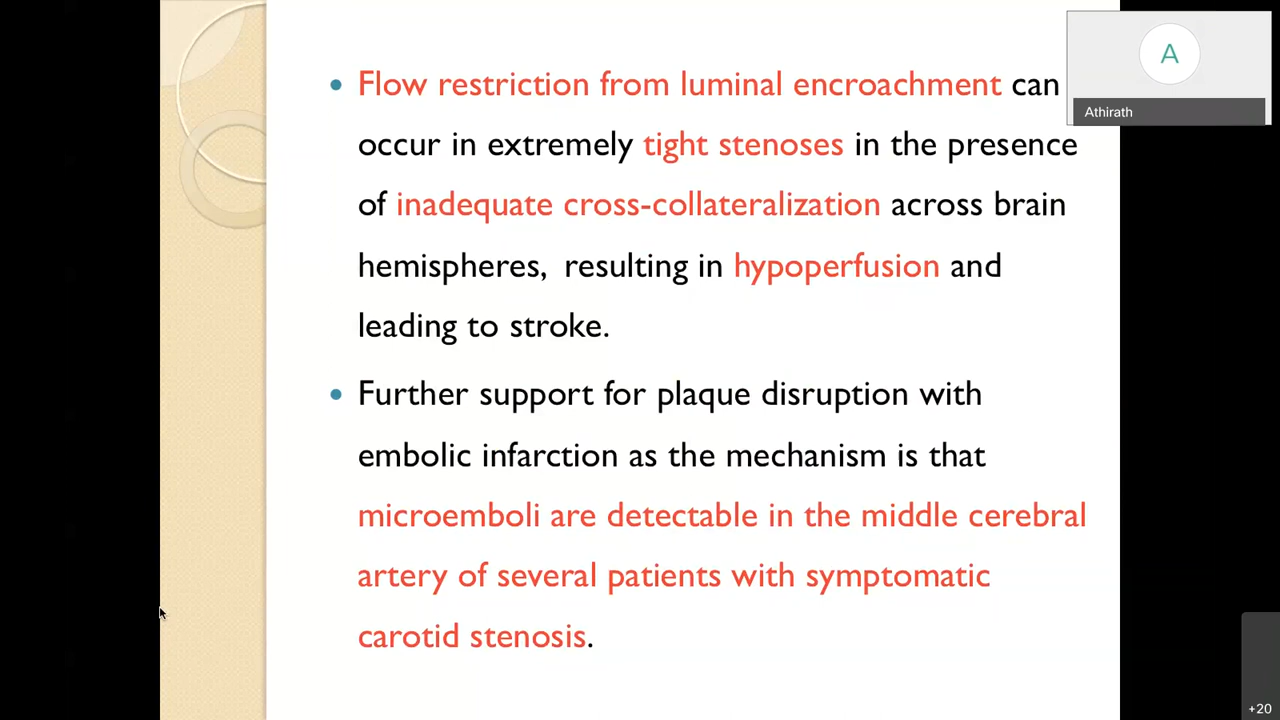 • Flow restriction from luminal encroachment can
occur in extremely tight stenoses in the presence
of inadequate cross-collateralization across brain
hemispheres, resulting in hypoperfusion and
leading to stroke.
• Further support for plaque disruption with
embolic infarction as the mechanism is that
microemboli are detectable in the middle cerebral
artery of several patients with symptomatic
carotid stenosis.
A
Athirath
+20